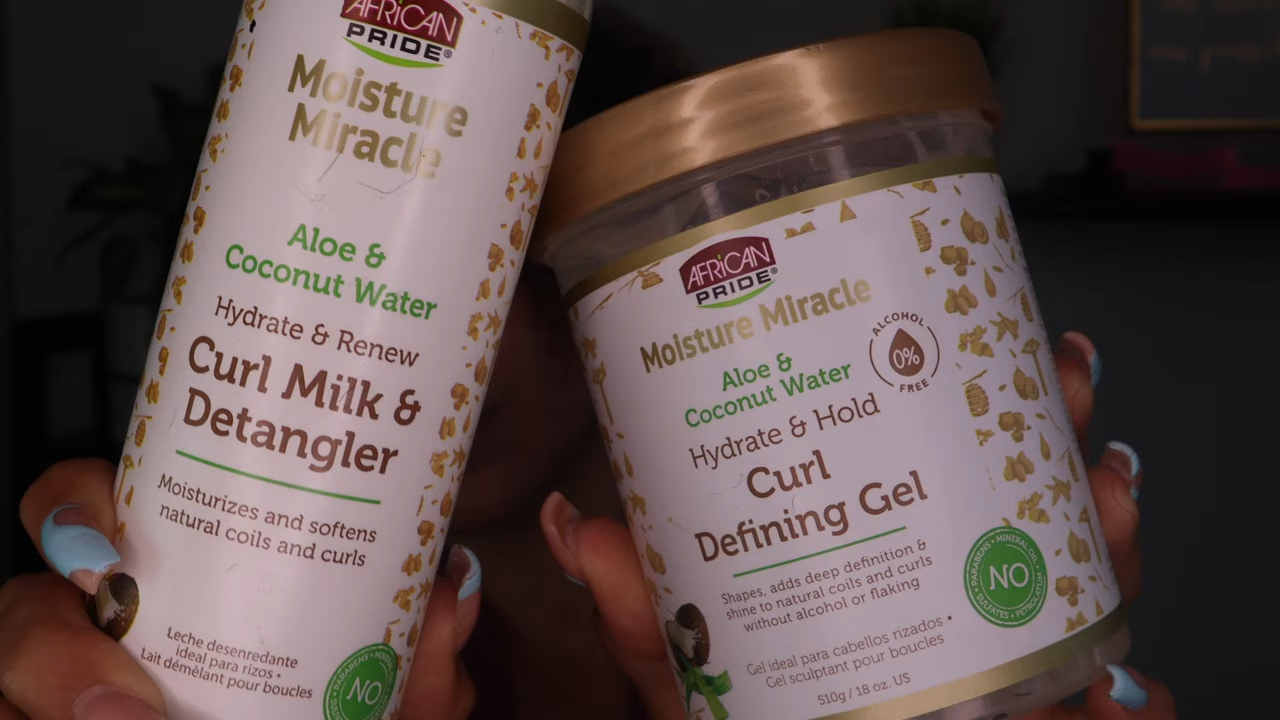 AFRICAN
PRIDE®
Moisture
Miracle
Aloe &
Coconut Water
Hydrate & Renew
Curl Milk &
Detangler
Moisturizes and softens
natural coils and curls
Leche desenredante
ideal para rizos •
Lait démêlant pour boucles
PARABENS • MINERAL
NO
AFRICAN
PRIDE®
Moisture Miracle
Aloe &
Coconut Water
ALCOHOL
0%
FREE
Hydrate & Hold
Curl
Defining Gel
Shapes, adds deep definition &
shine to natural coils and curls
without alcohol or flaking
PARABENS • MINERAL OIL •
NO
SULFATES • PETROLATUM
Gel ideal para cabellos rizados •
Gel sculptant pour boucles
510g / 18 oz. US